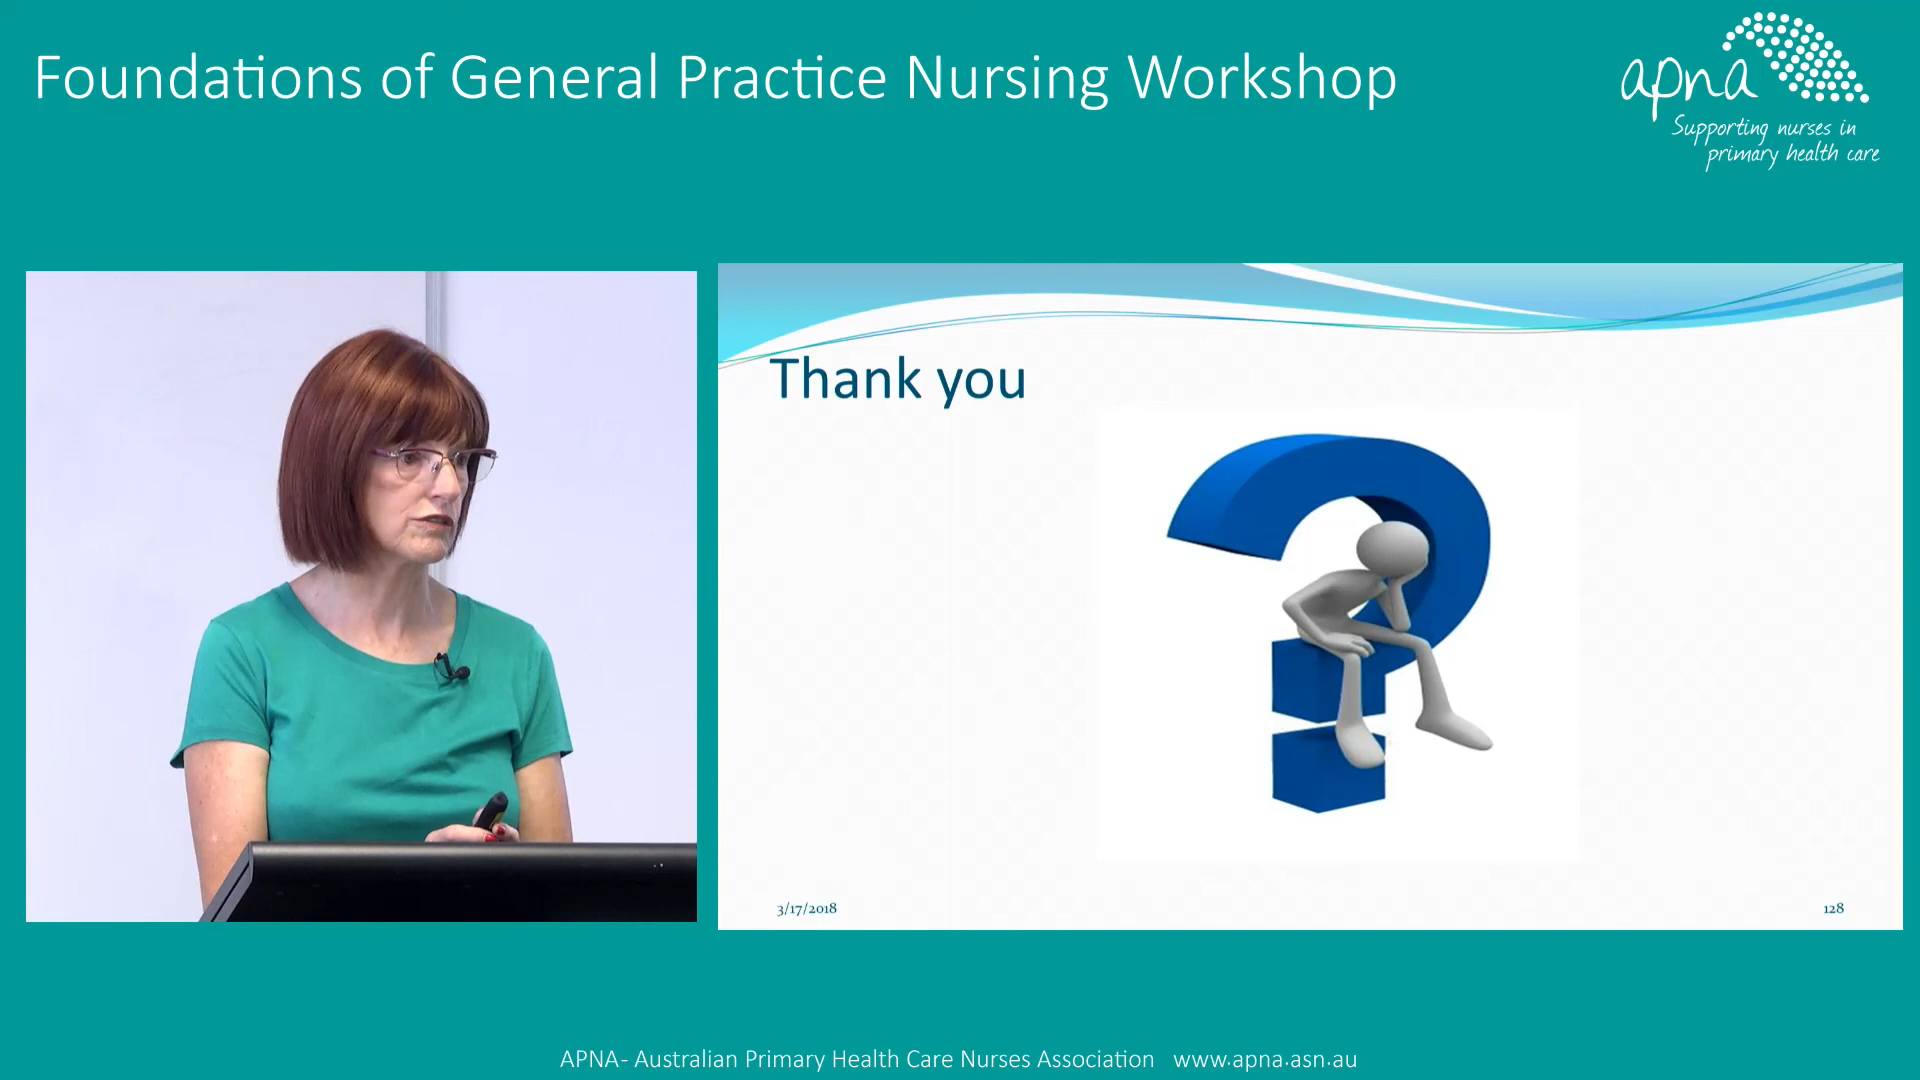 Foundations of General Practice Nursing Workshop
apna
Supporting nurses in
primary health care
Thank you
3/17/2018
128
APNA- Australian Primary Health Care Nurses Association www.apna.asn.au